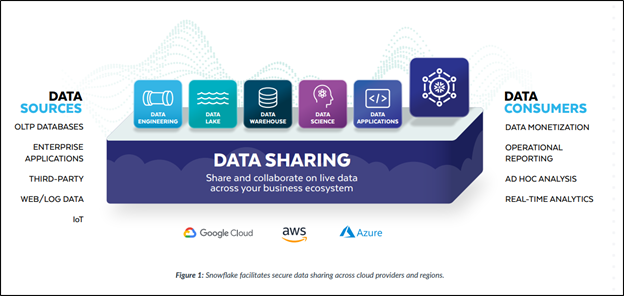 DATA
SOURCES
OLTP DATABASES
ENTERPRISE
APPLICATIONS
THIRD-PARTY
WEB/LOG DATA
IoT
DATA
ENGINEERING
DATA
LAKE
DATA
WAREHOUSE
DATA
SCIENCE
DATA
APPLICATIONS
DATA SHARING
Share and collaborate on live data
across your business ecosystem
DATA
CONSUMERS
DATA MONETIZATION
OPERATIONAL
REPORTING
AD HOC ANALYSIS
REAL-TIME ANALYTICS
Google Cloud
aws
Azure
Figure 1: Snowflake facilitates secure data sharing across cloud providers and regions.